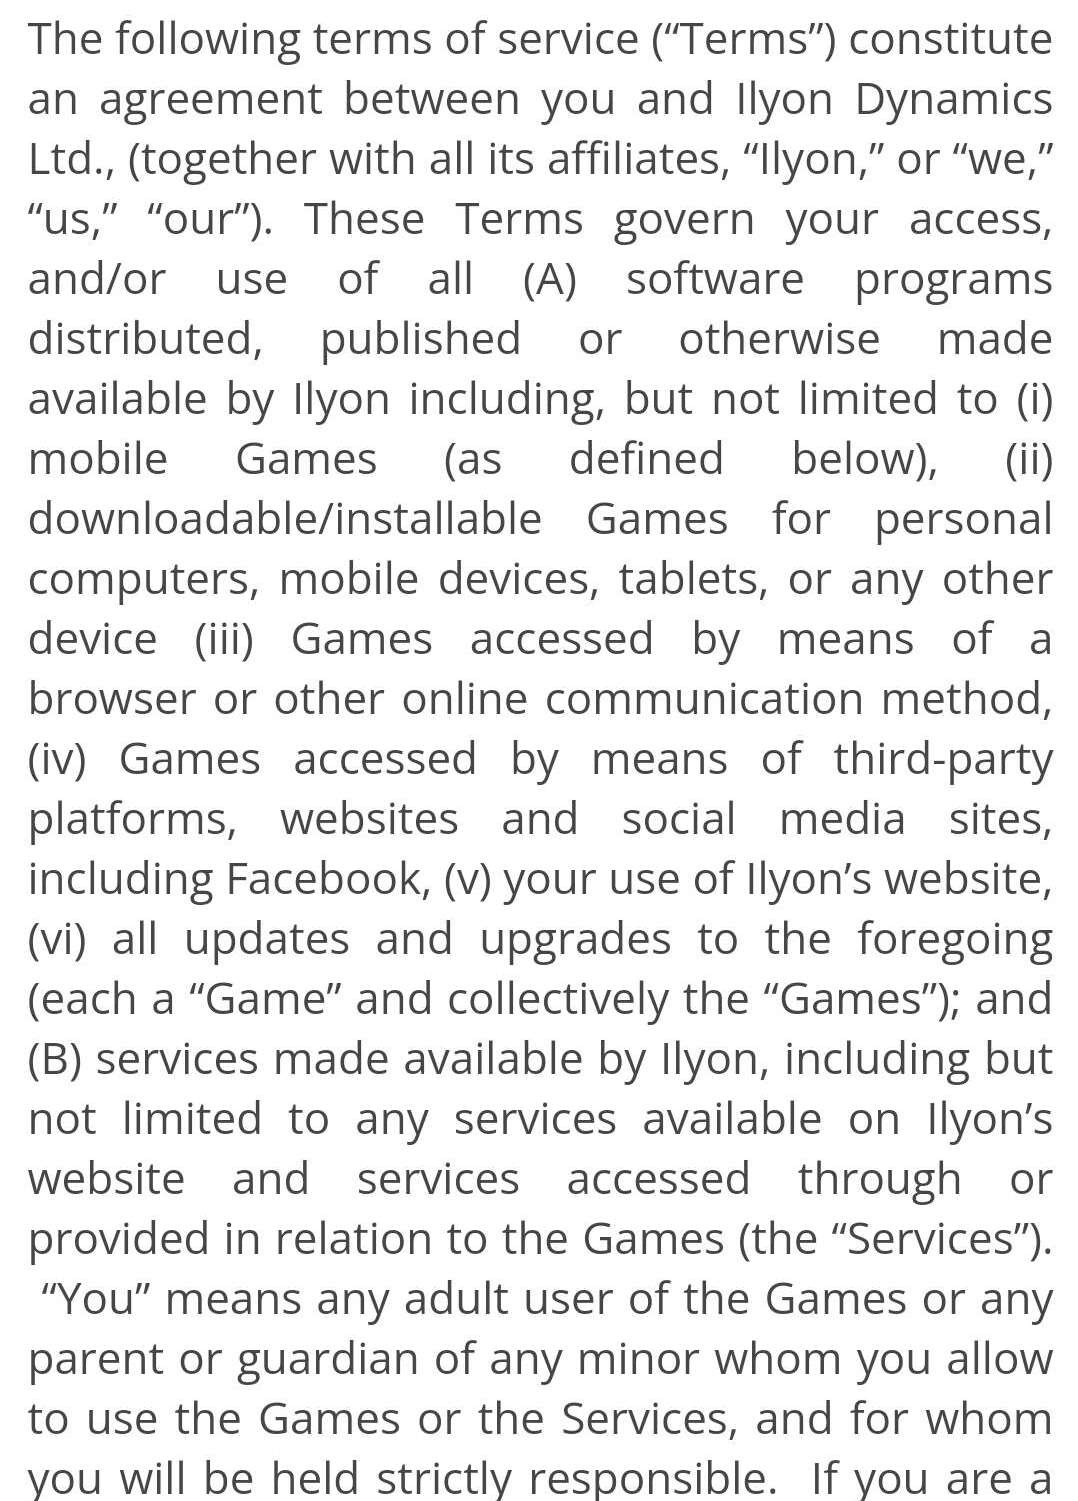 The following terms of service (“Terms”) constitute
an agreement between you and Ilyon Dynamics
Ltd., (together with all its affiliates, “Ilyon,” or “we,”
“us,” “our”). These Terms govern your access,
and/or use of all (A) software programs
distributed, published or otherwise made
available by Ilyon including, but not limited to (i)
mobile Games (as defined below), (ii)
downloadable/installable Games for personal
computers, mobile devices, tablets, or any other
device (iii) Games accessed by means of a
browser or other online communication method,
(iv) Games accessed by means of third-party
platforms, websites and social media sites,
including Facebook, (v) your use of Ilyon’s website,
(vi) all updates and upgrades to the foregoing
(each a “Game” and collectively the “Games”); and
(B) services made available by Ilyon, including but
not limited to any services available on Ilyon’s
website and services accessed through or
provided in relation to the Games (the “Services”).
“You” means any adult user of the Games or any
parent or guardian of any minor whom you allow
to use the Games or the Services, and for whom
you will be held strictly responsible.  If you are a